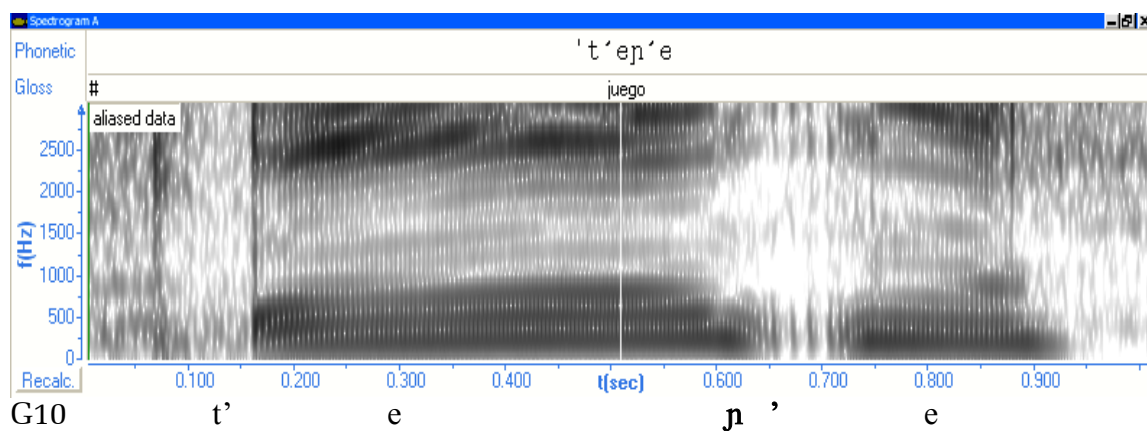 Spectrogram A
Phonetic ˈtʼeɲʼe
Gloss # juego
aliased data
2500
2000
1500
1000
500
0
f(Hz)
Recalc. 0.100 0.200 0.300 0.400 t(sec) 0.600 0.700 0.800 0.900
G10 t’ e ɲ ’ e